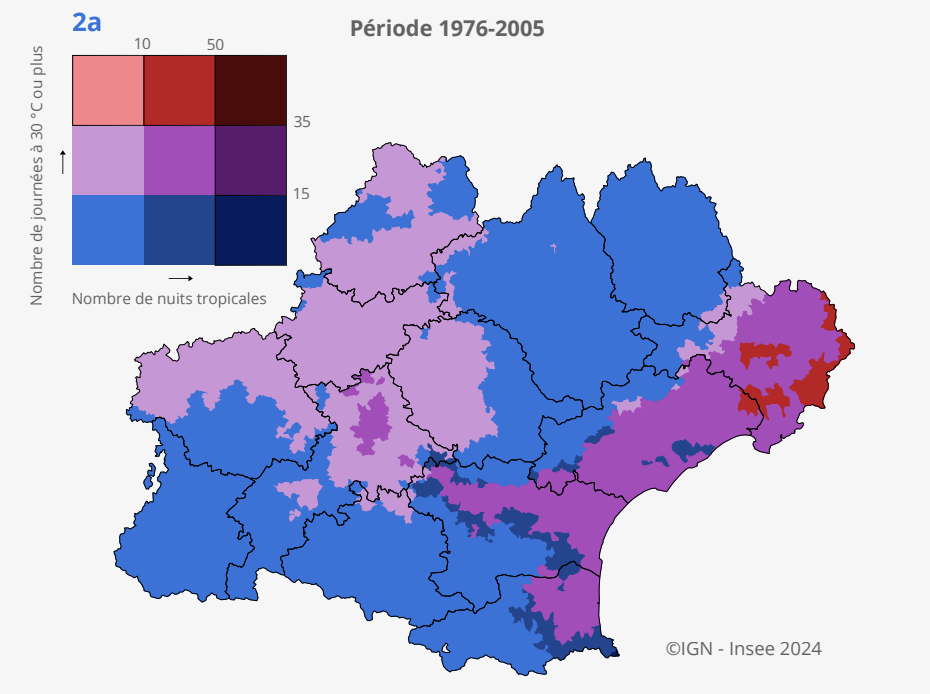 2a
Période 1976-2005
10
50
Nombre de journées à 30 °C ou plus
35
15
Nombre de nuits tropicales
©IGN - Insee 2024